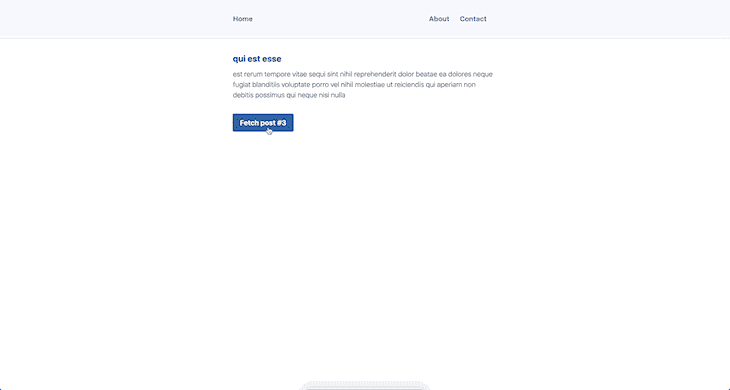 Home About Contact
qui est esse
est rerum tempore vitae sequi sint nihil reprehenderit dolor beatae ea dolores neque
fugiat blanditiis voluptate porro vel nihil molestiae ut reiciendis qui aperiam non
debitis possimus qui neque nisi nulla
Fetch post #3